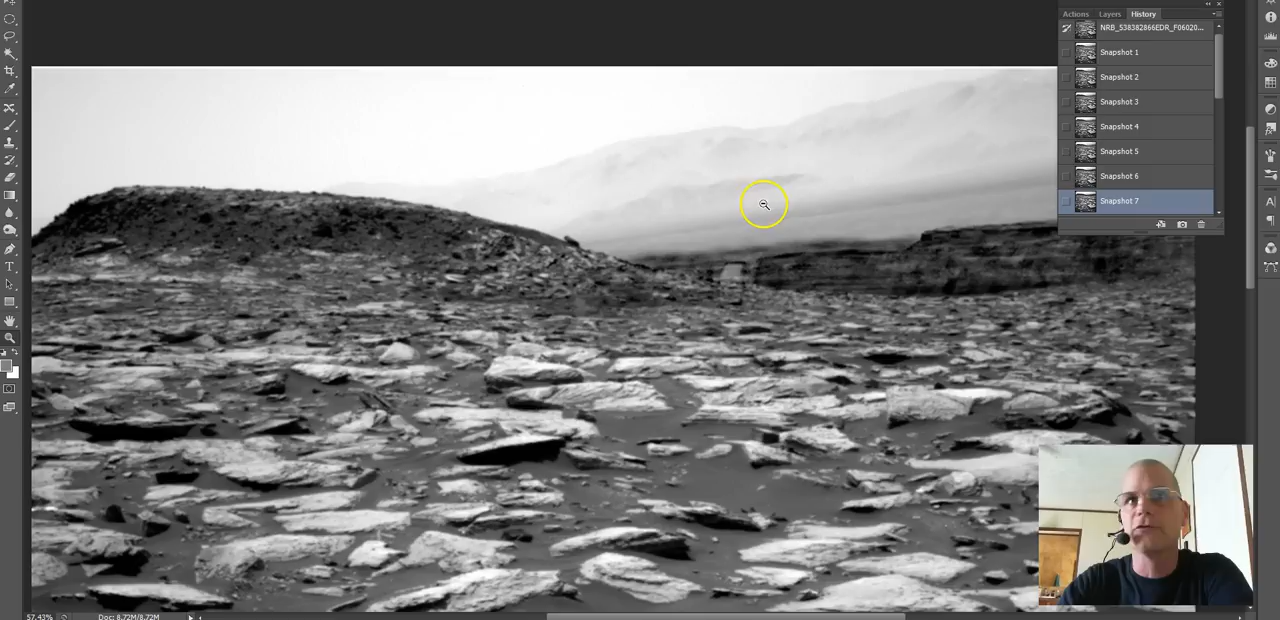 Actions Layers History
NRB_538382866EDR_F06020...
Snapshot 1
Snapshot 2
Snapshot 3
Snapshot 4
Snapshot 5
Snapshot 6
Snapshot 7
57.43% Doc: 8.72M/8.72M